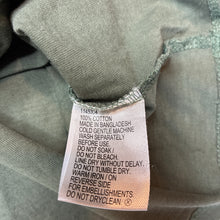 100% COTTON
MADE IN BANGLADESH
COLD GENTLE MACHINE
WASH SEPARATELY
BEFORE USE.
DO NOT SOAK /
DO NOT BLEACH.
LINE DRY WITHOUT DELAY.
DO NOT TUMBLE DRY.
WARM IRON / ON
REVERSE SIDE
FOR EMBELLISHMENTS.
DO NOT DRYCLEAN